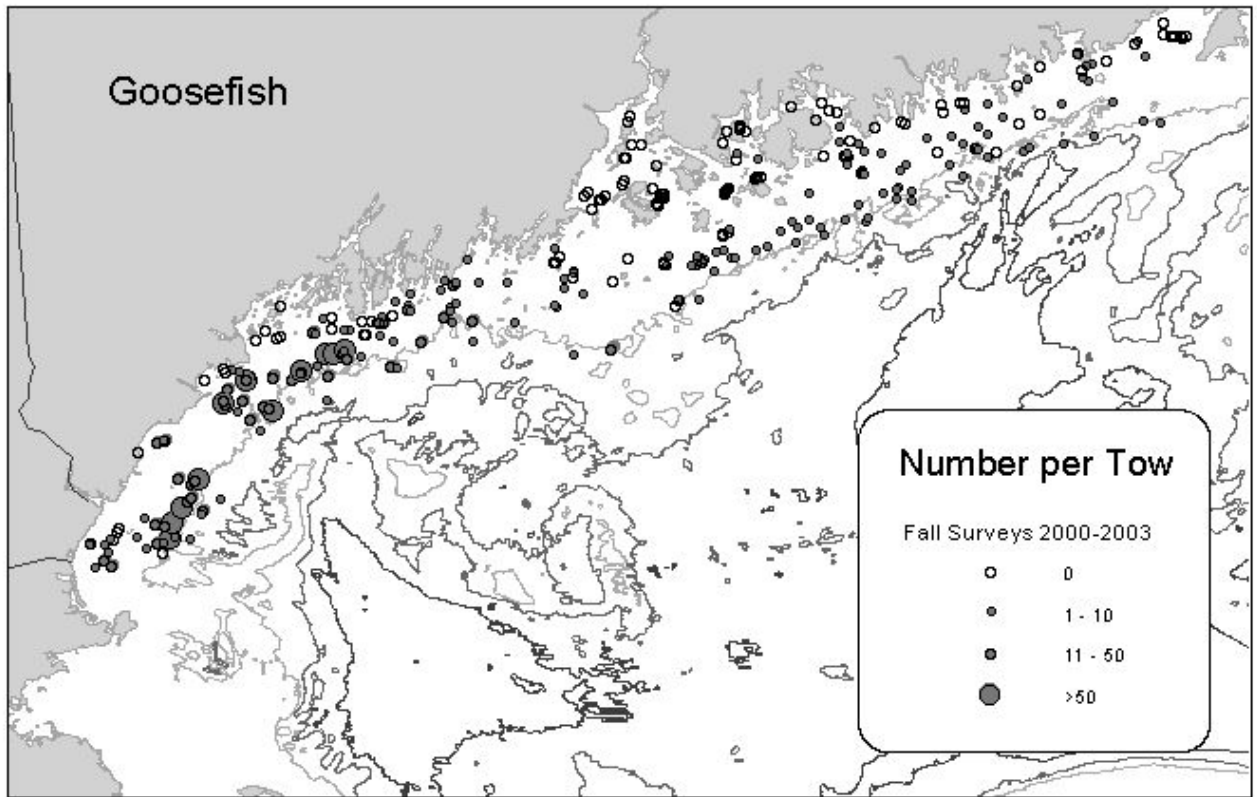 Goosefish
Number per Tow
Fall Surveys 2000-2003
0
1 - 10
11 - 50
>50